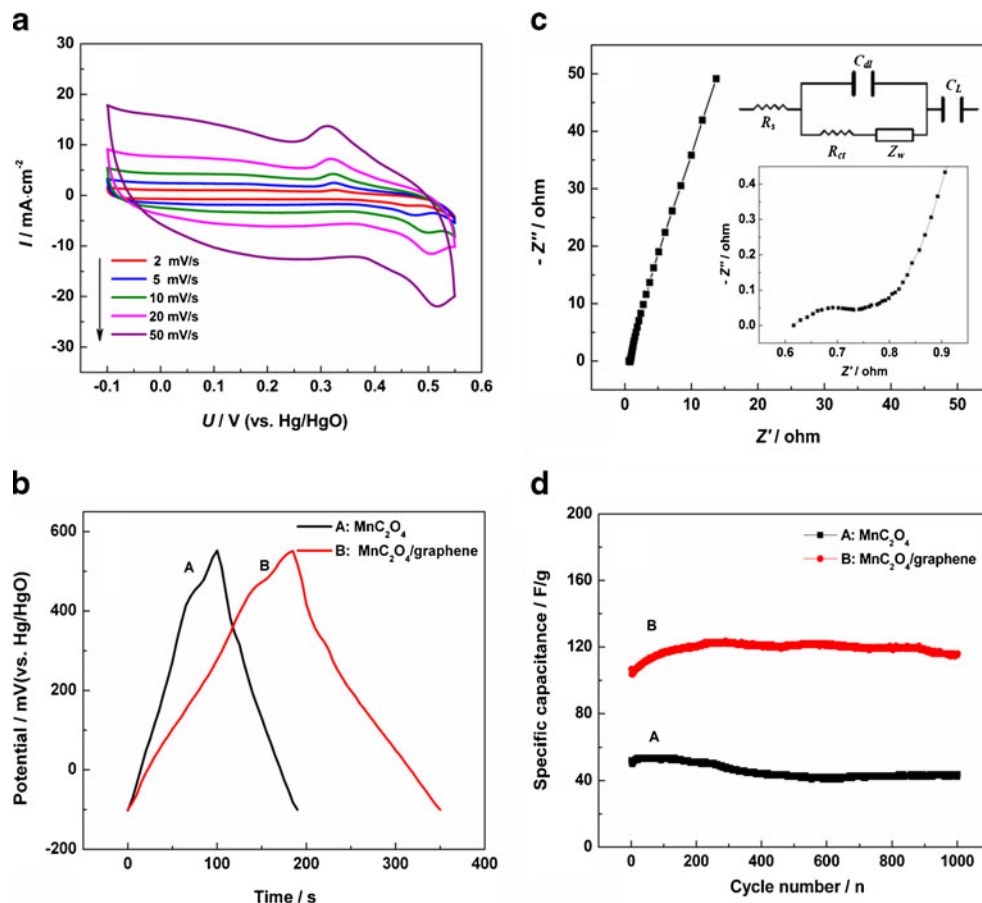 a
30
20
10
0
-10
-20
-30
I / mA·cm⁻²
2 mV/s
5 mV/s
10 mV/s
20 mV/s
50 mV/s
-0.1 0.0 0.1 0.2 0.3 0.4 0.5 0.6
U / V (vs. Hg/HgO)
c
50
40
30
20
10
0
- Z'' / ohm
Cdl
CL
Rs
Rct
Zw
0.4
0.3
0.2
0.1
0.0
- Z'' / ohm
0.6 0.7 0.8 0.9
Z' / ohm
0 10 20 30 40 50
Z' / ohm
b
600
400
200
0
-200
Potential / mV(vs. Hg/HgO)
A: MnC₂O₄
B: MnC₂O₄/graphene
A
B
0 100 200 300 400
Time / s
d
200
160
120
80
40
0
Specific capacitance / F/g
A: MnC₂O₄
B: MnC₂O₄/graphene
B
A
0 200 400 600 800 1000
Cycle number / n